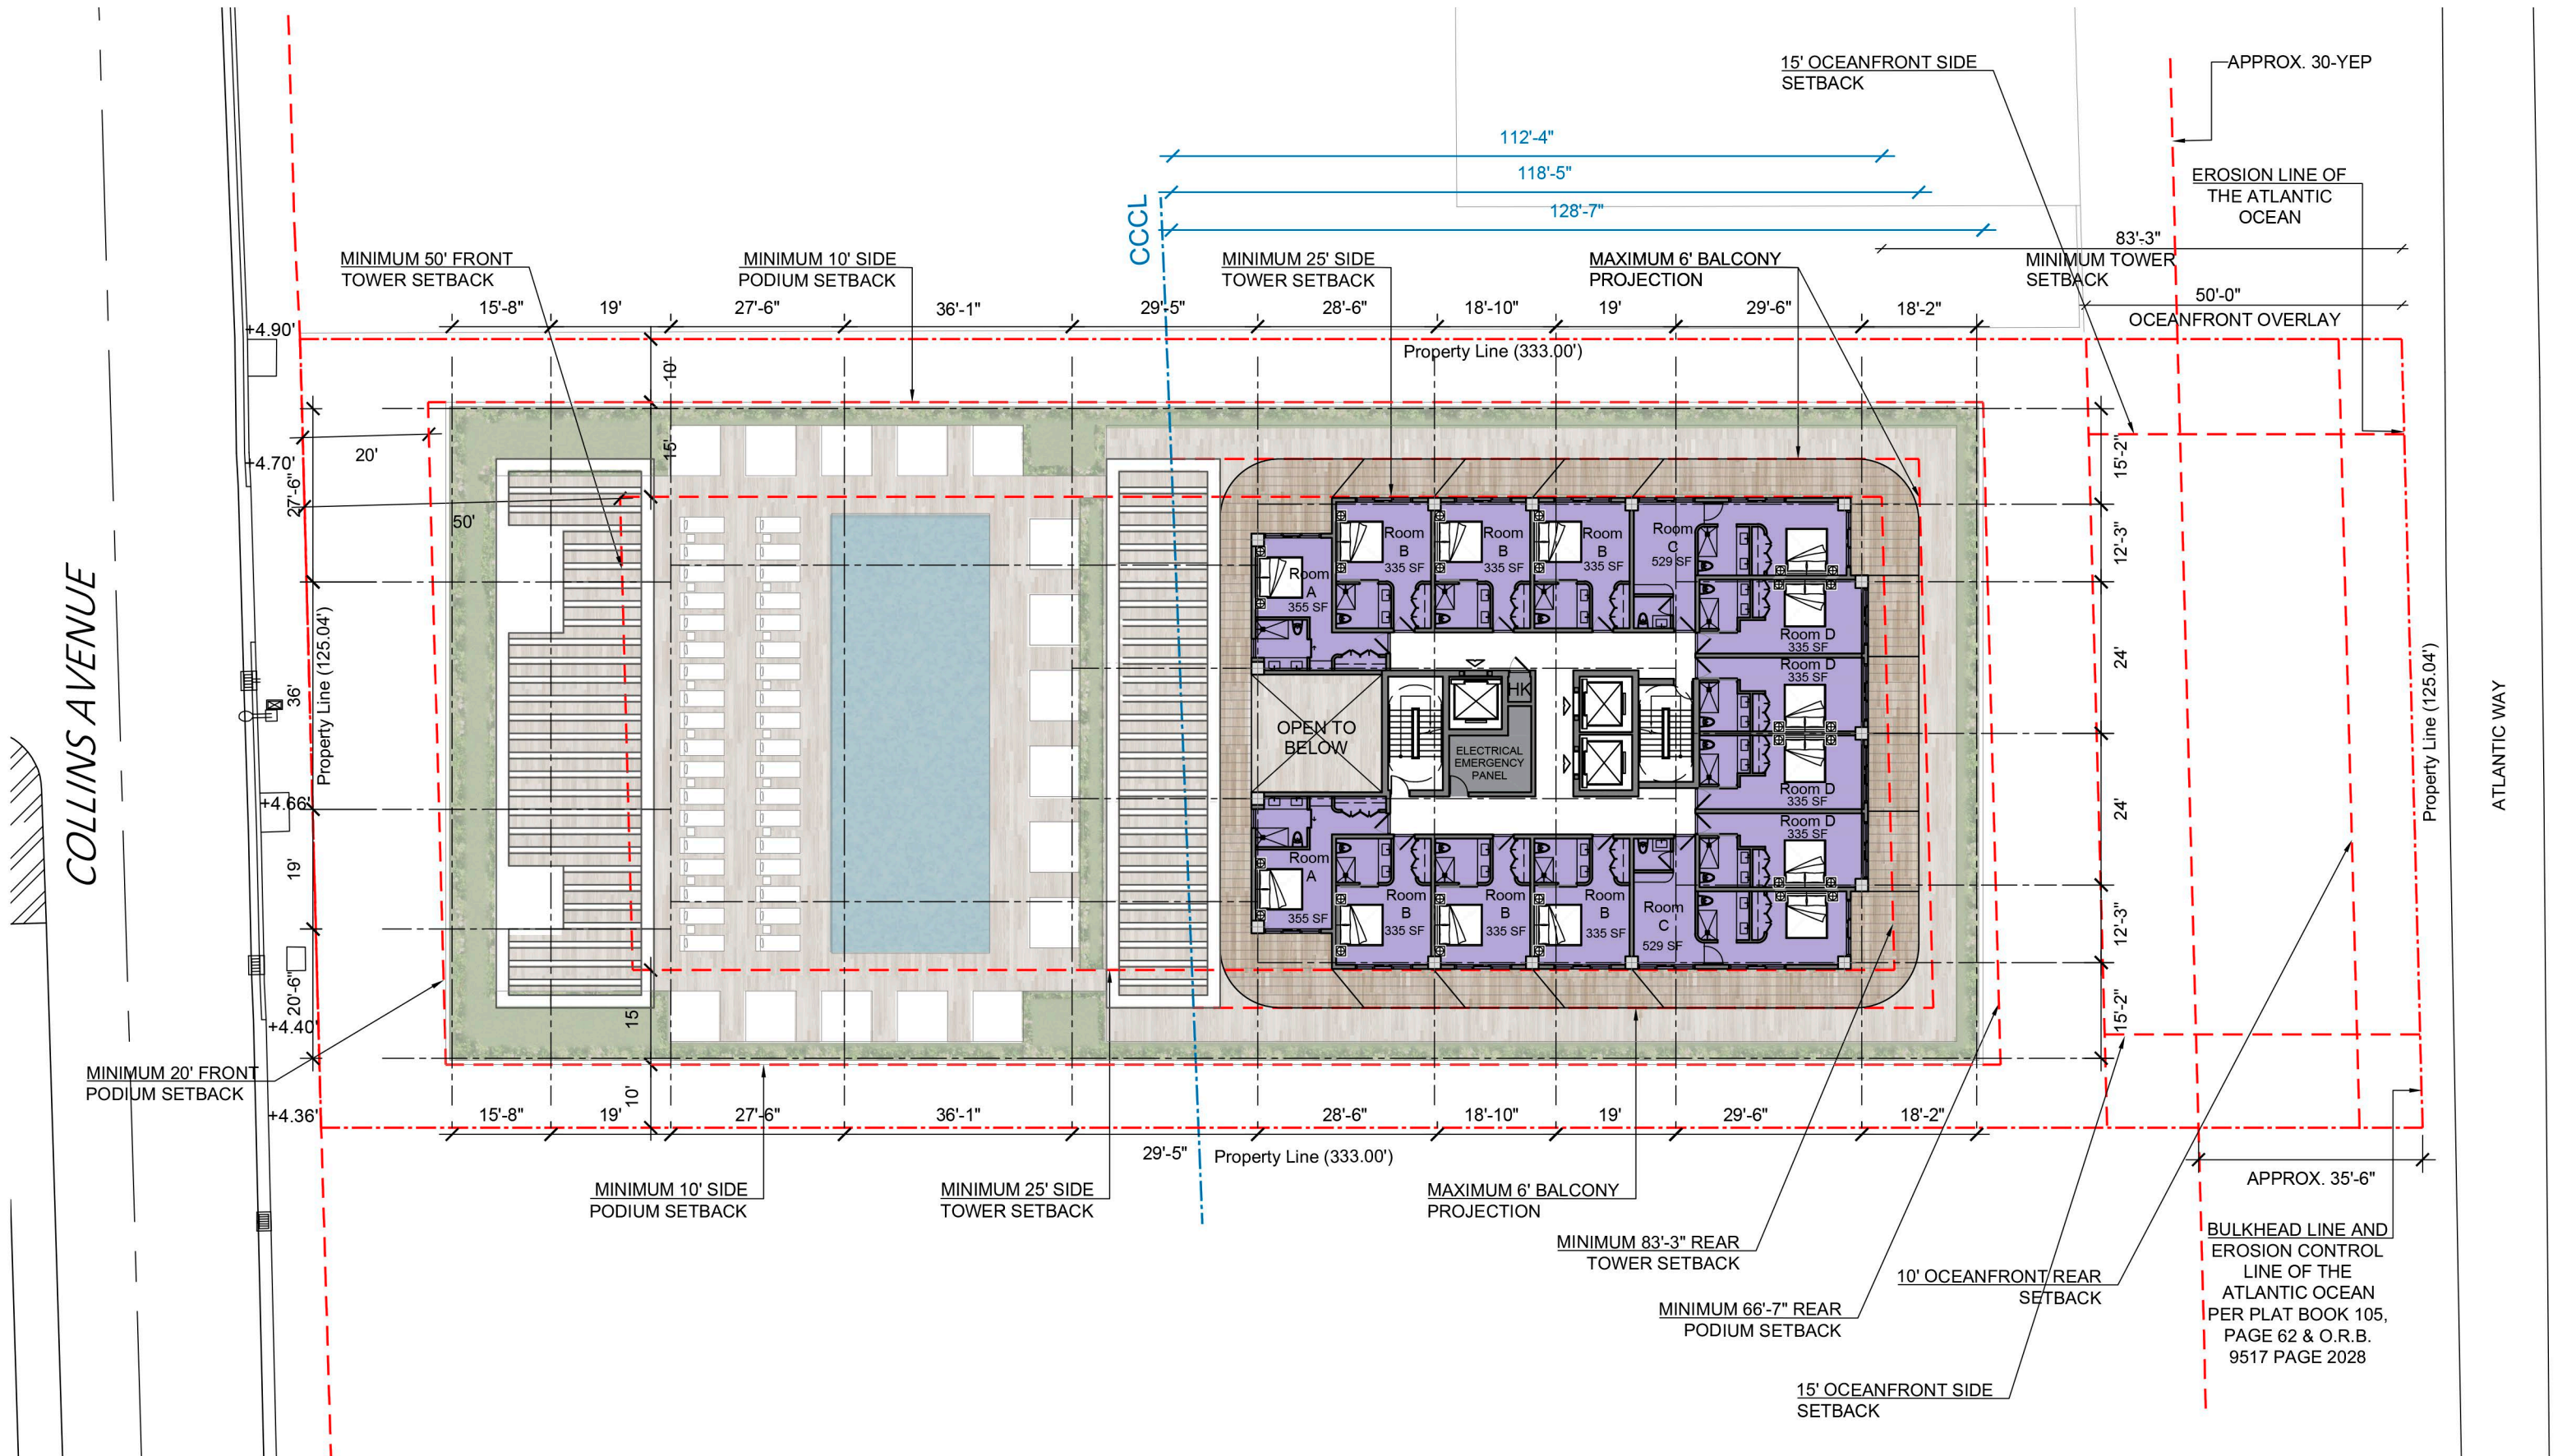 15' OCEANFRONT SIDE
SETBACK
APPROX. 30-YEP
112'-4"
118'-5"
128'-7"
CCCL
EROSION LINE OF
THE ATLANTIC
OCEAN
83'-3"
MINIMUM TOWER
SETBACK
50'-0"
OCEANFRONT OVERLAY
MINIMUM 50' FRONT
TOWER SETBACK
MINIMUM 10' SIDE
PODIUM SETBACK
MINIMUM 25' SIDE
TOWER SETBACK
MAXIMUM 6' BALCONY
PROJECTION
15'-8"
19'
27'-6"
36'-1"
29'-5"
28'-6"
18'-10"
19'
29'-6"
18'-2"
+4.90'
Property Line (333.00')
10'
15'
20'
+4.70'
27'-6"
50'
COLLINS AVENUE
Property Line (125.04')
36'
+4.66'
19'
20'-6"
+4.40'
+4.36'
Room
A
355 SF
Room
B
335 SF
Room
B
335 SF
Room
B
335 SF
Room
C
529 SF
Room D
335 SF
Room D
335 SF
Room D
335 SF
Room D
335 SF
OPEN TO
BELOW
HK
ELECTRICAL
EMERGENCY
PANEL
Room
A
355 SF
Room
B
335 SF
Room
B
335 SF
Room
B
335 SF
Room
C
529 SF
15'-2"
12'-3"
24'
24'
12'-3"
15'-2"
Property Line (125.04')
ATLANTIC WAY
15
10'
MINIMUM 20' FRONT
PODIUM SETBACK
15'-8"
19'
27'-6"
36'-1"
29'-5"
28'-6"
18'-10"
19'
29'-6"
18'-2"
Property Line (333.00')
MINIMUM 10' SIDE
PODIUM SETBACK
MINIMUM 25' SIDE
TOWER SETBACK
MAXIMUM 6' BALCONY
PROJECTION
MINIMUM 83'-3" REAR
TOWER SETBACK
MINIMUM 66'-7" REAR
PODIUM SETBACK
10' OCEANFRONT REAR
SETBACK
15' OCEANFRONT SIDE
SETBACK
APPROX. 35'-6"
BULKHEAD LINE AND
EROSION CONTROL
LINE OF THE
ATLANTIC OCEAN
PER PLAT BOOK 105,
PAGE 62 & O.R.B.
9517 PAGE 2028